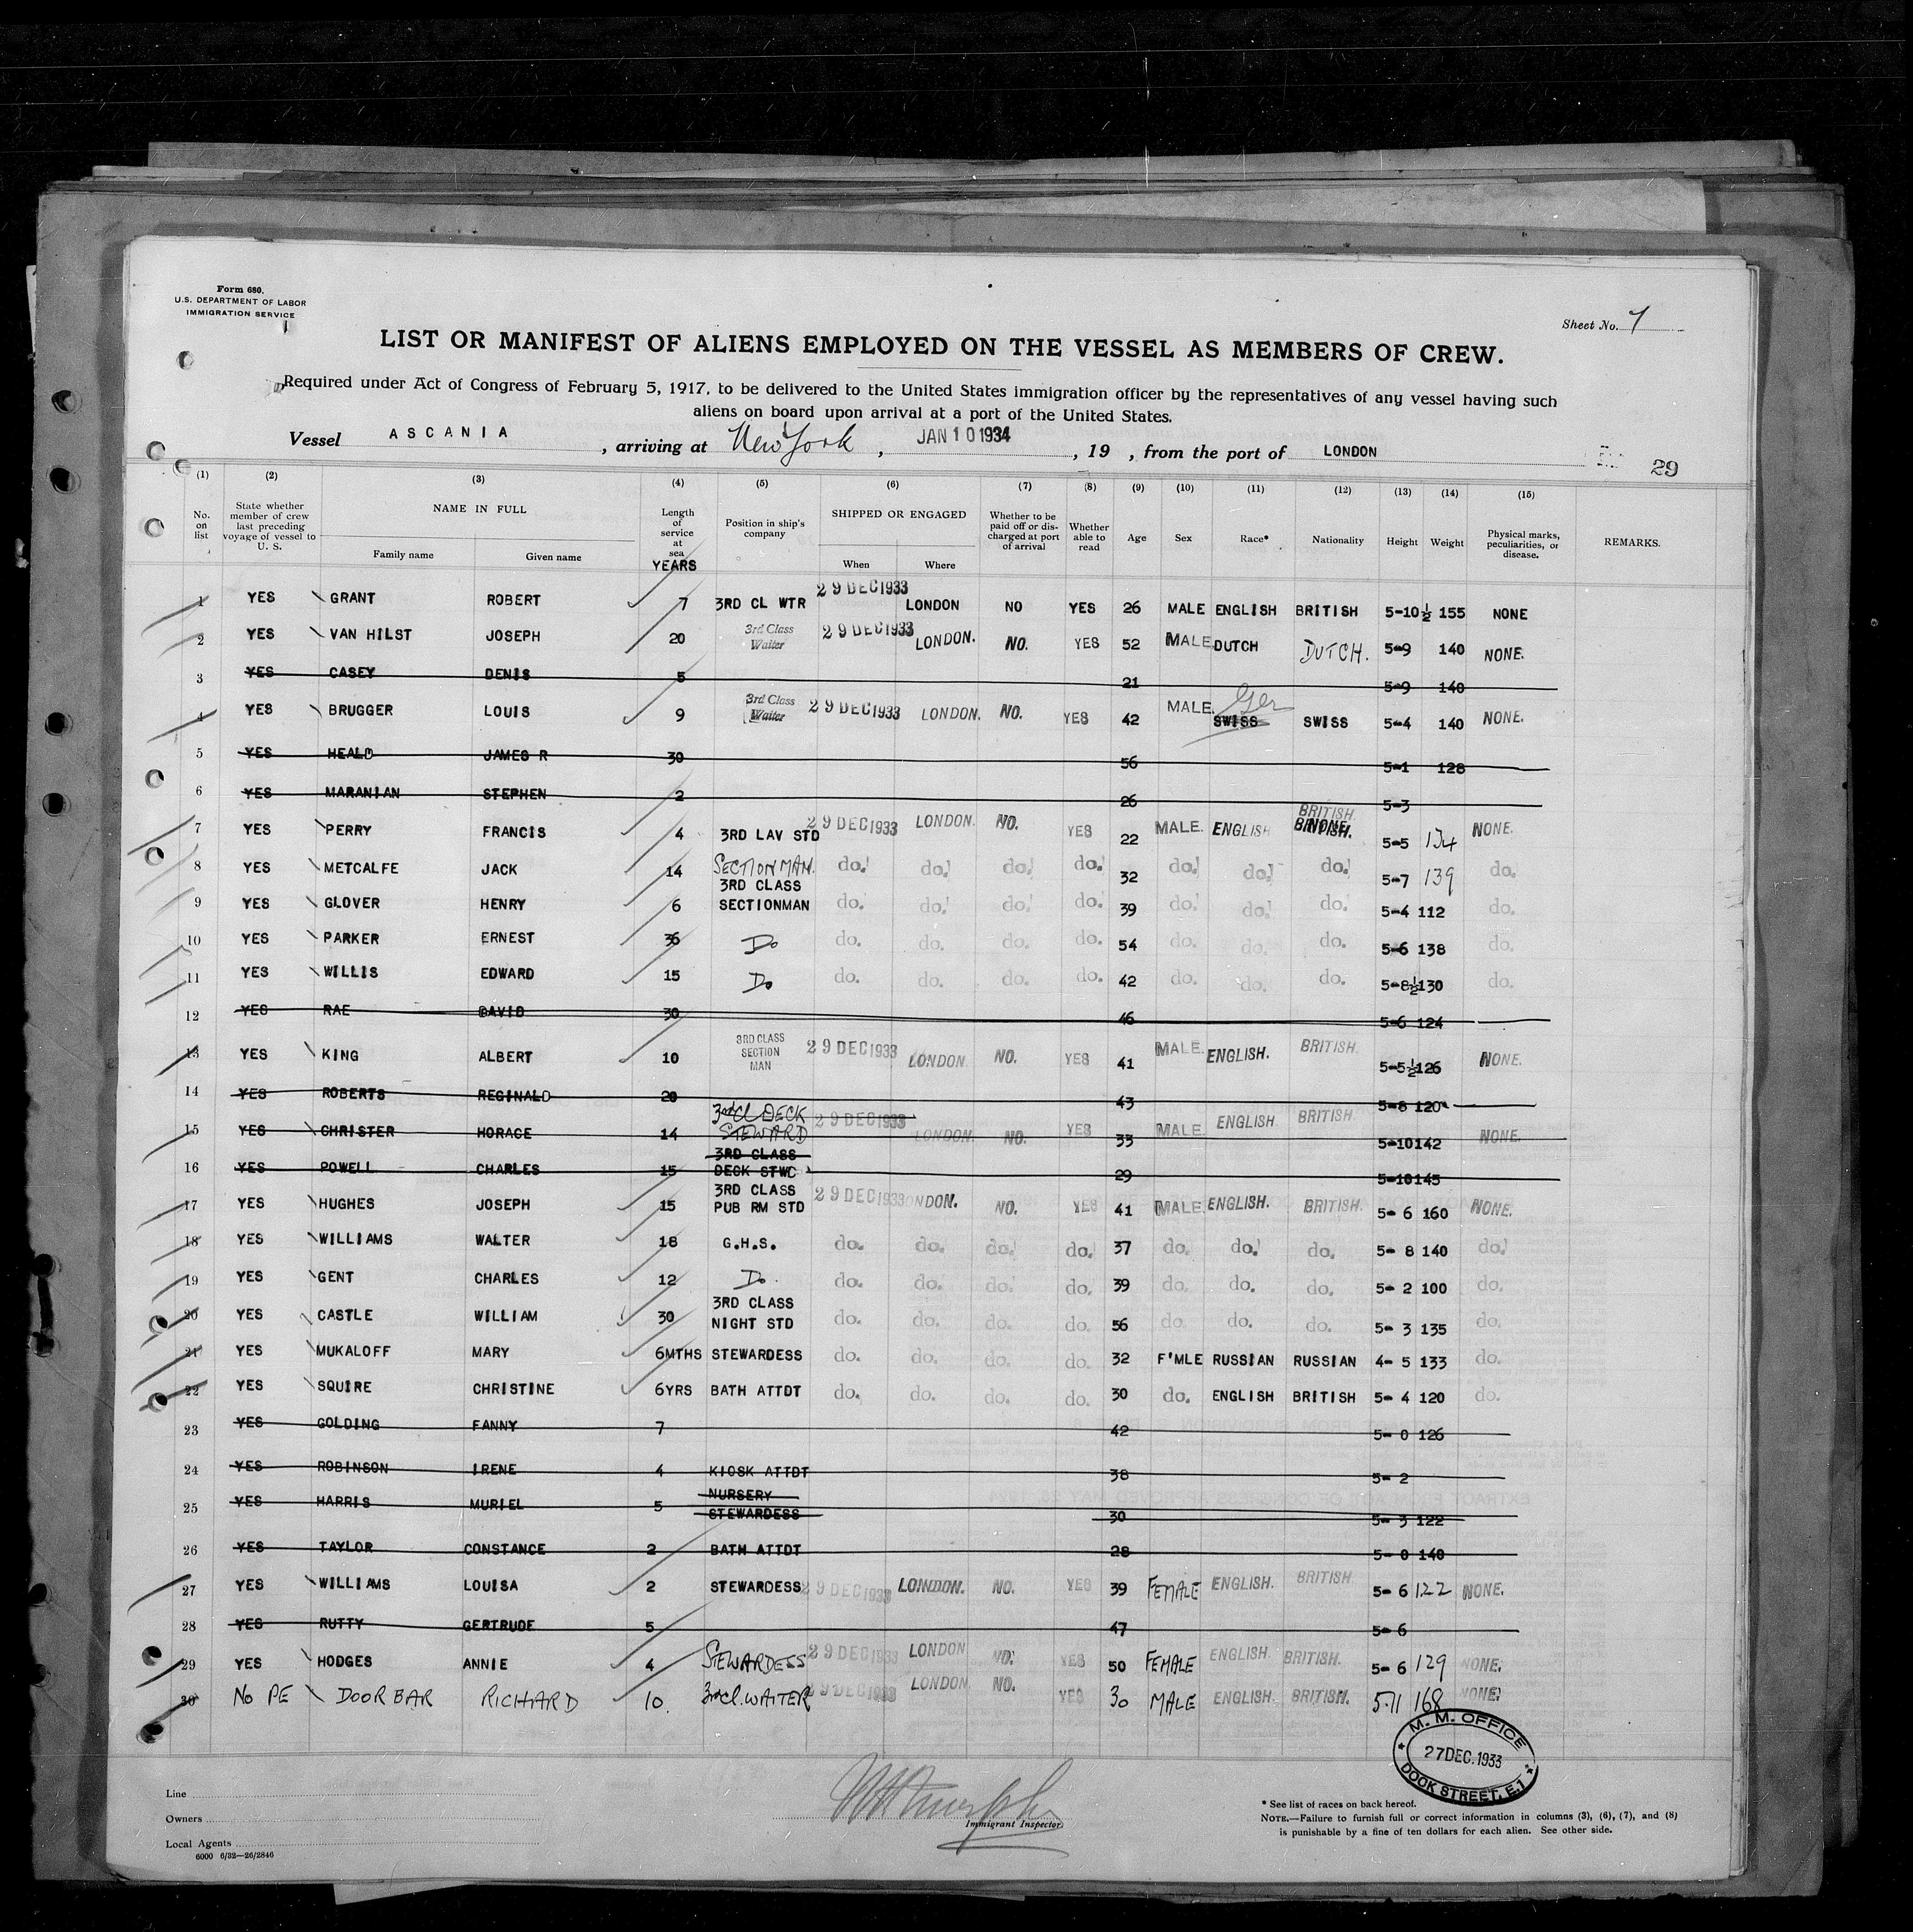 Form 680.
U.S. DEPARTMENT OF LABOR
IMMIGRATION SERVICE
Sheet No. 7
LIST OR MANIFEST OF ALIENS EMPLOYED ON THE VESSEL AS MEMBERS OF CREW.
Required under Act of Congress of February 5, 1917, to be delivered to the United States immigration officer by the representatives of any vessel having such
aliens on board upon arrival at a port of the United States.
Vessel ASCANIA , arriving at New York , JAN 10 1934 , 19 , from the port of LONDON
29
(1) (2) (3) (4) (5) (6) (7) (8) (9) (10) (11) (12) (13) (14) (15)
No. on list State whether member of crew last preceding voyage of vessel to U. S. NAME IN FULL Family name Given name Length of service at sea YEARS Position in ship's company SHIPPED OR ENGAGED When Where Whether to be paid off or discharged at port of arrival Whether able to read Age Sex Race* Nationality Height Weight Physical marks, peculiarities, or disease. REMARKS.
1 YES GRANT ROBERT 7 3RD CL WTR 29 DEC 1933 LONDON NO YES 26 MALE ENGLISH BRITISH 5-10½ 155 NONE
2 YES VAN HILST JOSEPH 20 3rd Class Waiter 29 DEC 1933 LONDON. NO. YES 52 MALE DUTCH DUTCH. 5-9 140 NONE.
3 YES CASEY DENIS 5 21 5-9 140
4 YES BRUGGER LOUIS 9 3rd Class Waiter 29 DEC 1933 LONDON. NO. YES 42 MALE. SWISS Ger SWISS 5-4 140 NONE.
5 YES HEALD JAMES R 30 56 5-1 128
6 YES MARANIAN STEPHEN 2 26 5-3
7 YES PERRY FRANCIS 4 3RD LAV STD 29 DEC 1933 LONDON. NO. YES 22 MALE. ENGLISH BRITISH. 5-5 134 NONE.
8 YES METCALFE JACK 14 SECTION MAN. do. do. do. do. 32 do. do. do. 5-7 139 do.
9 YES GLOVER HENRY 6 3RD CLASS SECTIONMAN do. do. do. do. 39 do. do. do. 5-4 112 do.
10 YES PARKER ERNEST 36 Do do. do. do. do. 54 do. do. do. 5-6 138 do.
11 YES WILLIS EDWARD 15 Do do. do. do. do. 42 do. do. do. 5-8½ 130 do.
12 YES RAE DAVID 30 46 5-6 124
13 YES KING ALBERT 10 3RD CLASS SECTION MAN 29 DEC 1933 LONDON NO. YES 41 MALE. ENGLISH. BRITISH. 5-5½ 126 NONE.
14 YES ROBERTS REGINALD 20 43 5-8 120
15 YES CHRISTER HORACE 14 3rd Cl DECK STEWARD 29 DEC 1933 LONDON. NO. YES 33 MALE. ENGLISH BRITISH. 5-10 142 NONE.
16 YES POWELL CHARLES 15 3RD CLASS DECK STWD 29 5-10 145
17 YES HUGHES JOSEPH 15 3RD CLASS PUB RM STD 29 DEC 1933 LONDON. NO. YES 41 MALE ENGLISH. BRITISH. 5- 6 160 NONE.
18 YES WILLIAMS WALTER 18 G.H.S. do. do. do. do. 37 do. do. do. 5- 8 140 do.
19 YES GENT CHARLES 12 Do. do. do. do. do. 39 do. do. do. 5- 2 100 do.
20 YES CASTLE WILLIAM 30 3RD CLASS NIGHT STD do. do. do. do. 56 do. do. do. 5- 3 135 do.
21 YES MUKALOFF MARY 6MTHS STEWARDESS do. do. do. do. 32 F'MLE RUSSIAN RUSSIAN 4- 5 133 do.
22 YES SQUIRE CHRISTINE 6YRS BATH ATTDT do. do. do. do. 30 do. ENGLISH BRITISH 5- 4 120 do.
23 YES GOLDING FANNY 7 42 5- 0 126
24 YES ROBINSON IRENE 4 KIOSK ATTDT 38 5- 2
25 YES HARRIS MURIEL 5 NURSERY STEWARDESS 30 5- 3 122
26 YES TAYLOR CONSTANCE 2 BATH ATTDT 28 5- 0 140
27 YES WILLIAMS LOUISA 2 STEWARDESS 29 DEC 1933 LONDON. NO. YES 39 FEMALE ENGLISH. BRITISH 5- 6 122 NONE.
28 YES RUTTY GERTRUDE 5 47 5- 6
29 YES HODGES ANNIE 4 STEWARDESS 29 DEC 1933 LONDON NO. YES 50 FEMALE ENGLISH. BRITISH. 5- 6 129 NONE.
30 No PE DOORBAR RICHARD 10. 3rd Cl. WAITER 29 DEC 1933 LONDON NO. YES 30 MALE ENGLISH. BRITISH. 5-11 168 NONE.
M. M. OFFICE
27 DEC. 1933
DOCK STREET, E.1
Line
Owners
Local Agents
6000 6/32—26/2846
Immigrant Inspector.
* See list of races on back hereof.
NOTE.—Failure to furnish full or correct information in columns (3), (6), (7), and (8)
is punishable by a fine of ten dollars for each alien. See other side.